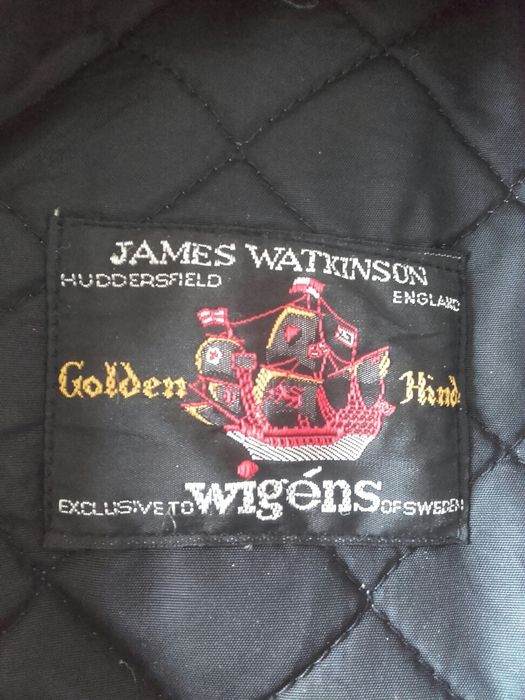 JAMES WATKINSON
HUDDERSFIELD
ENGLAND
Golden Hind
EXCLUSIVE TO wigéns OF SWEDEN